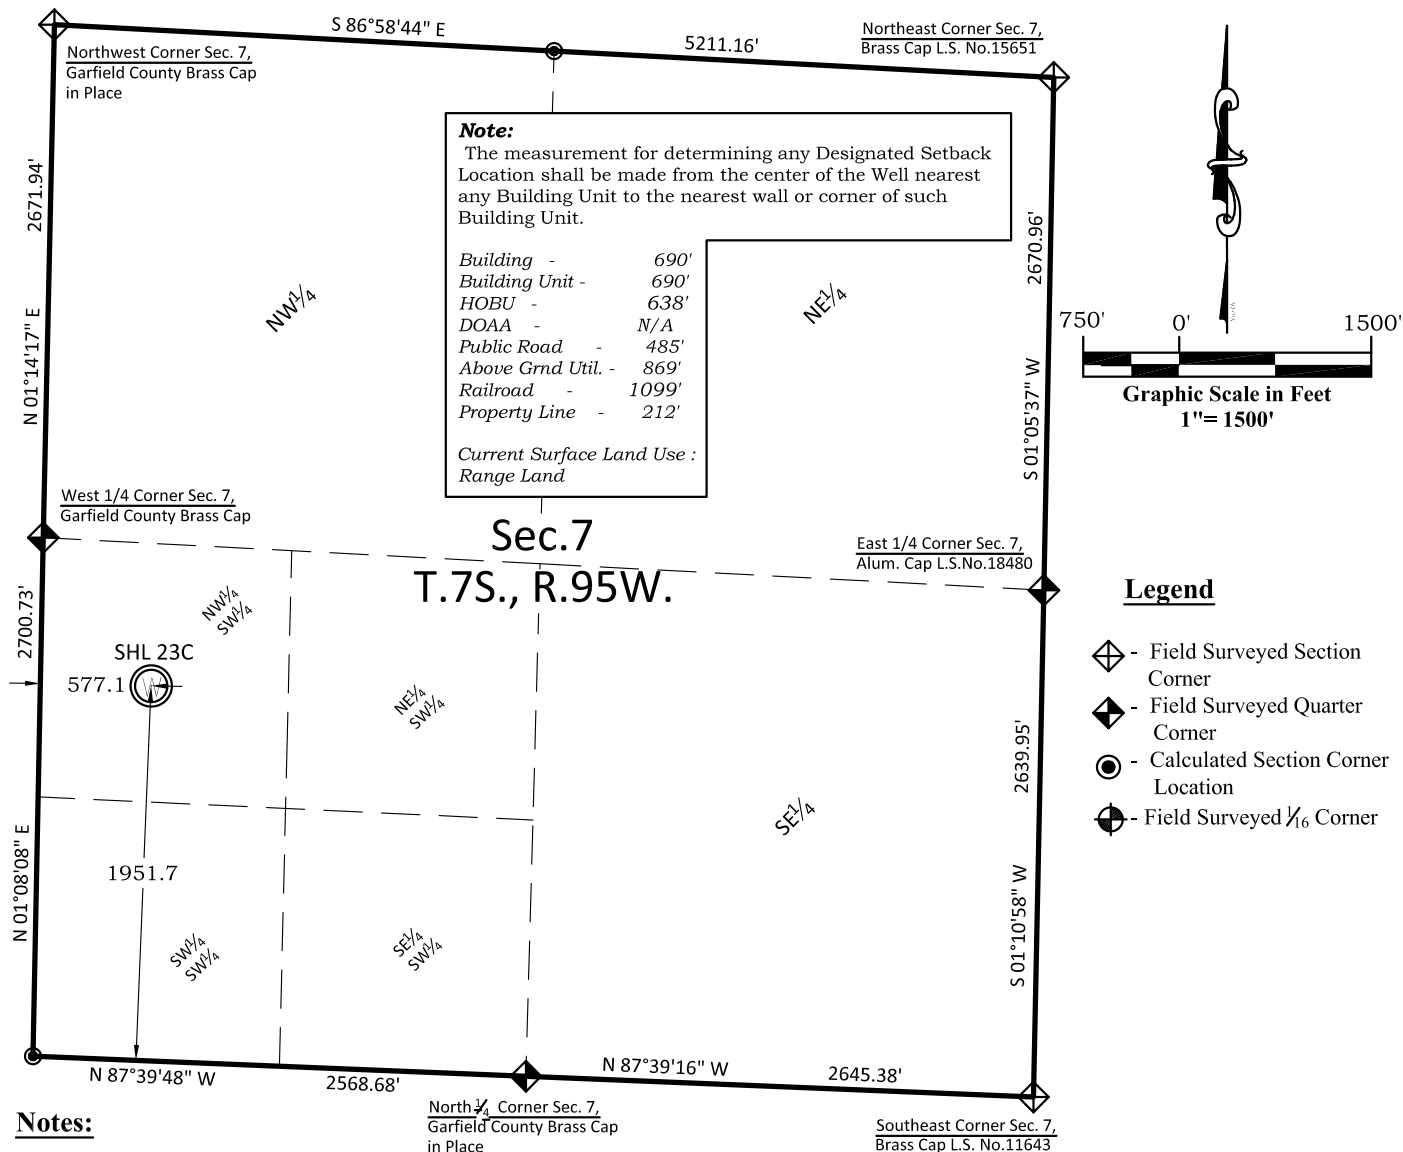 S 86°58'44" E
5211.16'
Northwest Corner Sec. 7,
Garfield County Brass Cap
in Place
Northeast Corner Sec. 7,
Brass Cap L.S. No.15651
2671.94'
N 01°14'17" E
NW1/4
Note:
The measurement for determining any Designated Setback
Location shall be made from the center of the Well nearest
any Building Unit to the nearest wall or corner of such
Building Unit.
Building - 690'
Building Unit - 690'
HOBU - 638'
DOAA - N/A
Public Road - 485'
Above Grnd Util. - 869'
Railroad - 1099'
Property Line - 212'
Current Surface Land Use :
Range Land
NE1/4
2670.96'
S 01°05'37" W
North
750' 0' 1500'
Graphic Scale in Feet
1"= 1500'
West 1/4 Corner Sec. 7,
Garfield County Brass Cap
Sec.7
T.7S., R.95W.
East 1/4 Corner Sec. 7,
Alum. Cap L.S.No.18480
2700.73'
N 01°08'08" E
NW1/4
SW1/4
SHL 23C
577.1
W
NE1/4
SW1/4
1951.7
SW1/4
SW1/4
SE1/4
SW1/4
SE1/4
2639.95'
S 01°10'58" W
Legend
- Field Surveyed Section
Corner
- Field Surveyed Quarter
Corner
- Calculated Section Corner
Location
- Field Surveyed 1/16 Corner
N 87°39'48" W
2568.68'
N 87°39'16" W
2645.38'
North 1/4 Corner Sec. 7,
Garfield County Brass Cap
in Place
Southeast Corner Sec. 7,
Brass Cap L.S. No.11643
Notes: